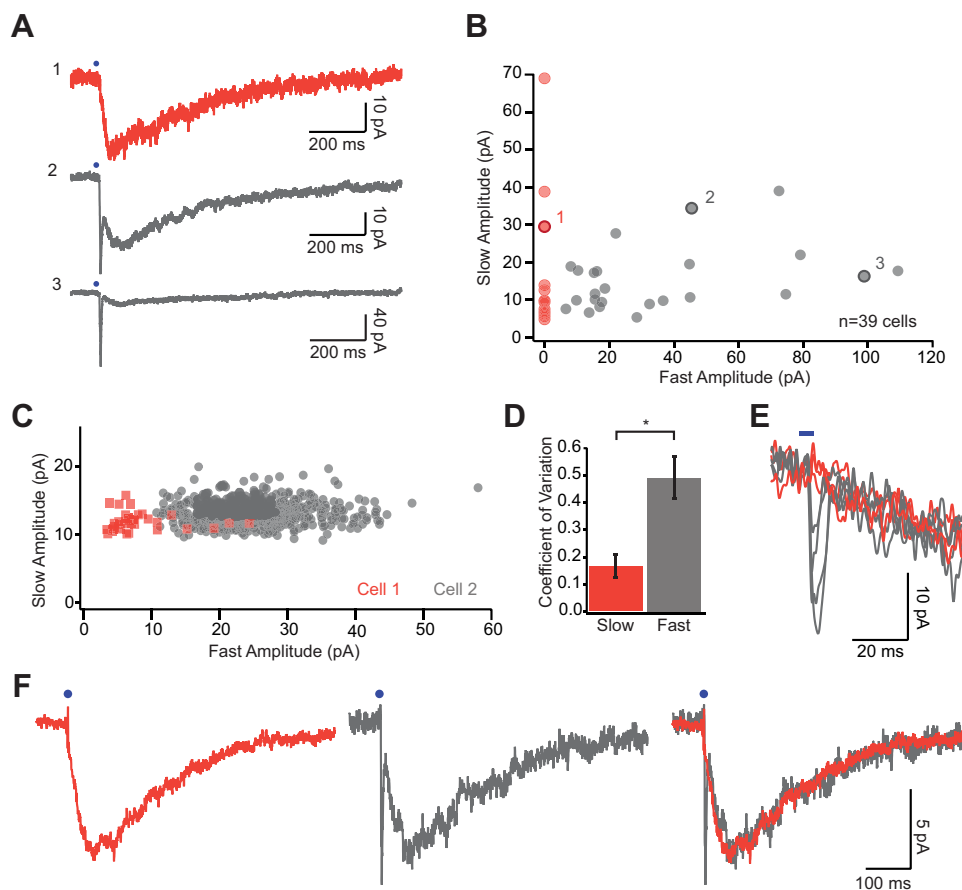 A
1
10 pA
200 ms
2
10 pA
200 ms
3
40 pA
200 ms
B
Slow Amplitude (pA)
70
60
50
40
30
20
10
0
1
2
3
n=39 cells
0 20 40 60 80 100 120
Fast Amplitude (pA)
C
Slow Amplitude (pA)
20
10
0
Cell 1 Cell 2
0 10 20 30 40 50 60
Fast Amplitude (pA)
D
*
Coefficient of Variation
0.6
0.5
0.4
0.3
0.2
0.1
0.0
Slow Fast
E
10 pA
20 ms
F
5 pA
100 ms